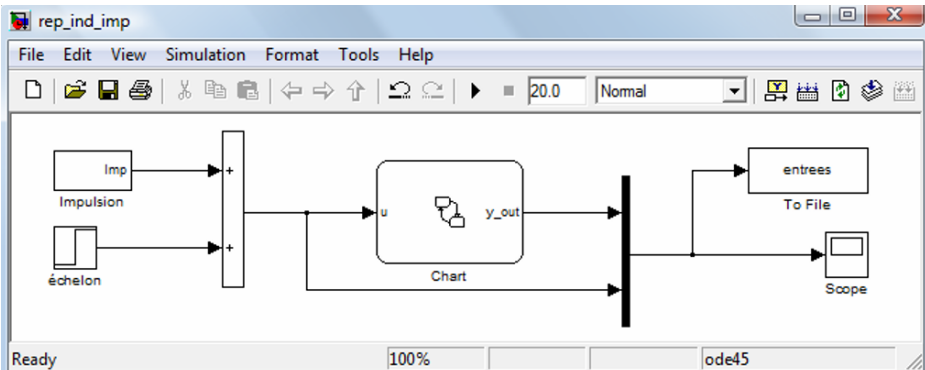 rep_ind_imp
File Edit View Simulation Format Tools Help
20.0 Normal
Imp
Impulsion
+
+
échelon
u
y_out
Chart
entrees
To File
Scope
Ready 100% ode45